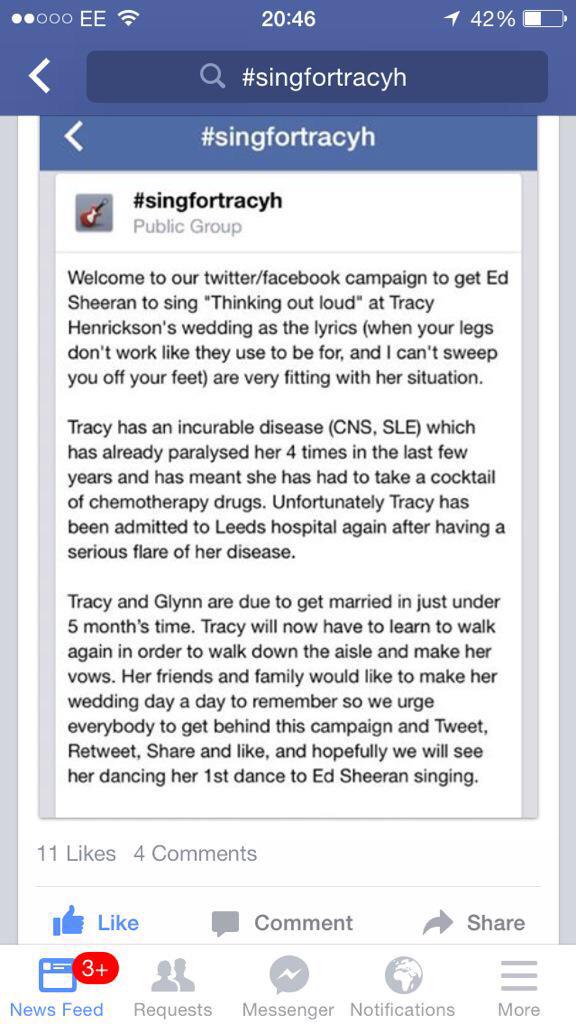 EE 20:46 42%
#singfortracyh
#singfortracyh
#singfortracyh
Public Group
Welcome to our twitter/facebook campaign to get Ed
Sheeran to sing "Thinking out loud" at Tracy
Henrickson's wedding as the lyrics (when your legs
don't work like they use to be for, and I can't sweep
you off your feet) are very fitting with her situation.
Tracy has an incurable disease (CNS, SLE) which
has already paralysed her 4 times in the last few
years and has meant she has had to take a cocktail
of chemotherapy drugs. Unfortunately Tracy has
been admitted to Leeds hospital again after having a
serious flare of her disease.
Tracy and Glynn are due to get married in just under
5 month's time. Tracy will now have to learn to walk
again in order to walk down the aisle and make her
vows. Her friends and family would like to make her
wedding day a day to remember so we urge
everybody to get behind this campaign and Tweet,
Retweet, Share and like, and hopefully we will see
her dancing her 1st dance to Ed Sheeran singing.
11 Likes 4 Comments
Like Comment Share
3+
News Feed Requests Messenger Notifications More